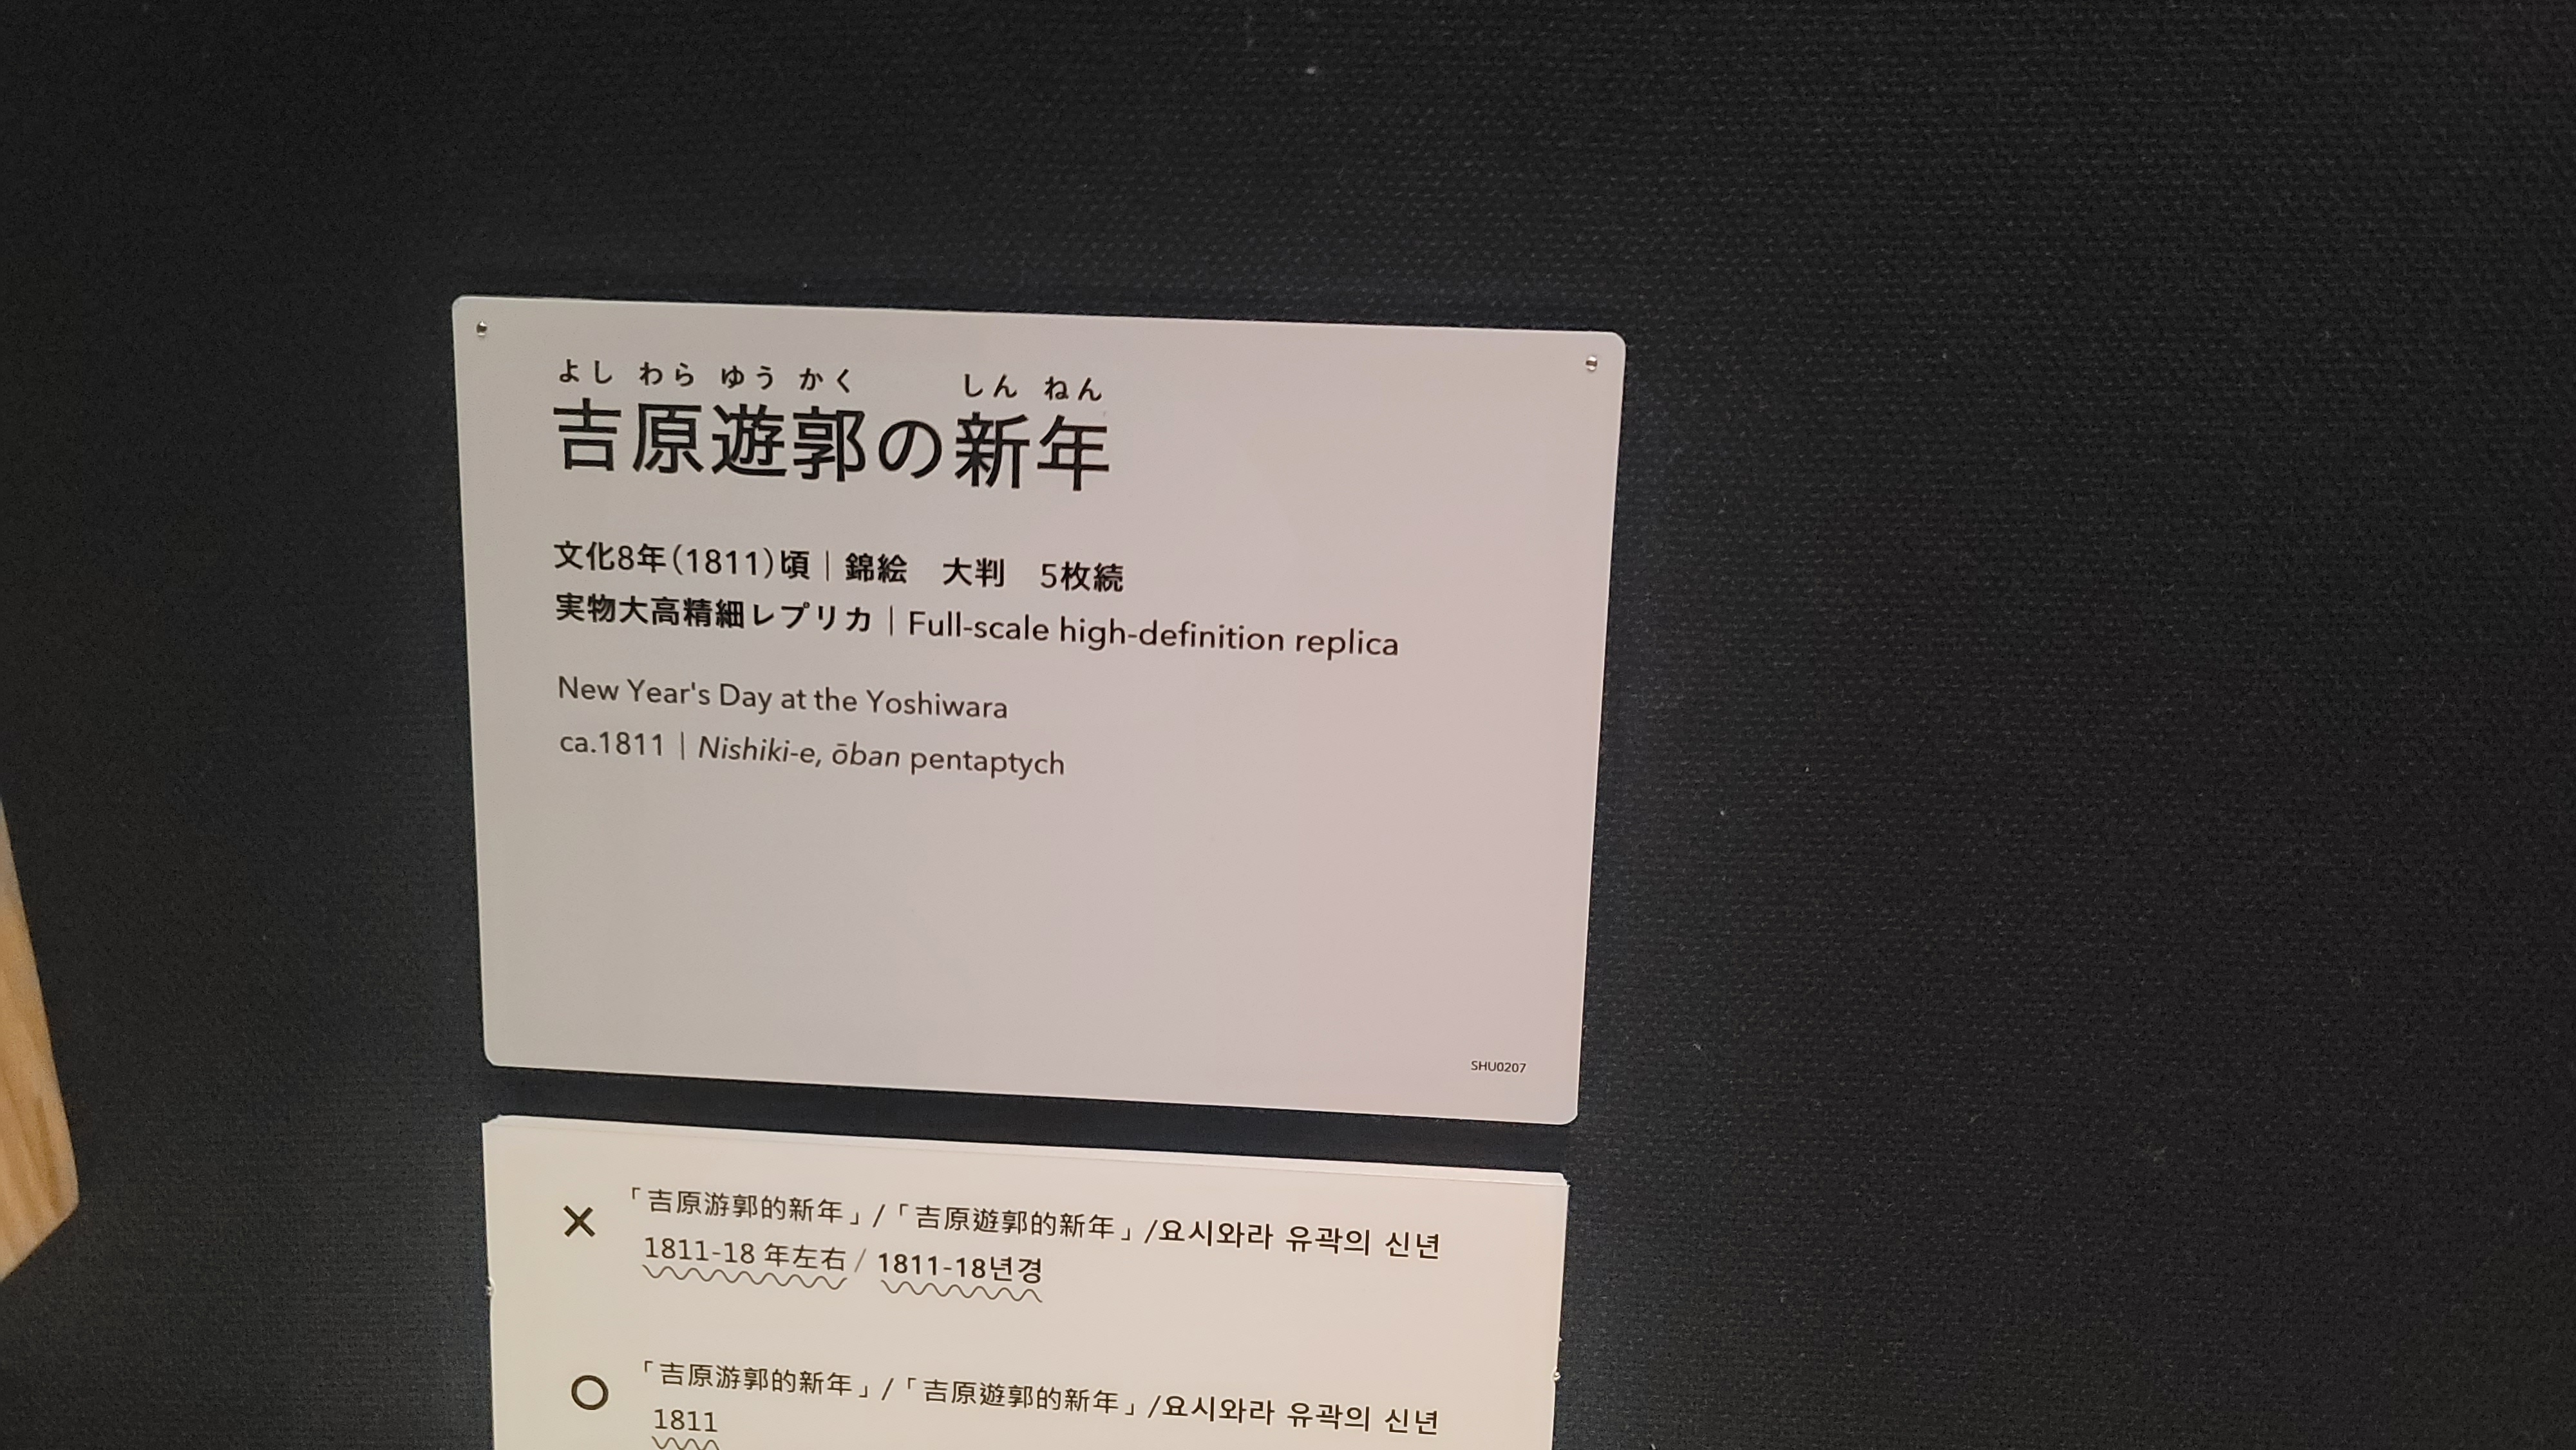 よし わら ゆう かく しん ねん
吉原遊郭の新年
文化8年(1811)頃｜錦絵　大判　5枚続
実物大高精細レプリカ｜Full-scale high-definition replica
New Year's Day at the Yoshiwara
ca.1811｜Nishiki-e, ōban pentaptych
SHU0207
× 「吉原游郭的新年」/「吉原遊郭的新年」/요시와라 유곽의 신년
1811-18 年左右 / 1811-18년경
○ 「吉原游郭的新年」/「吉原遊郭的新年」/요시와라 유곽의 신년
1811